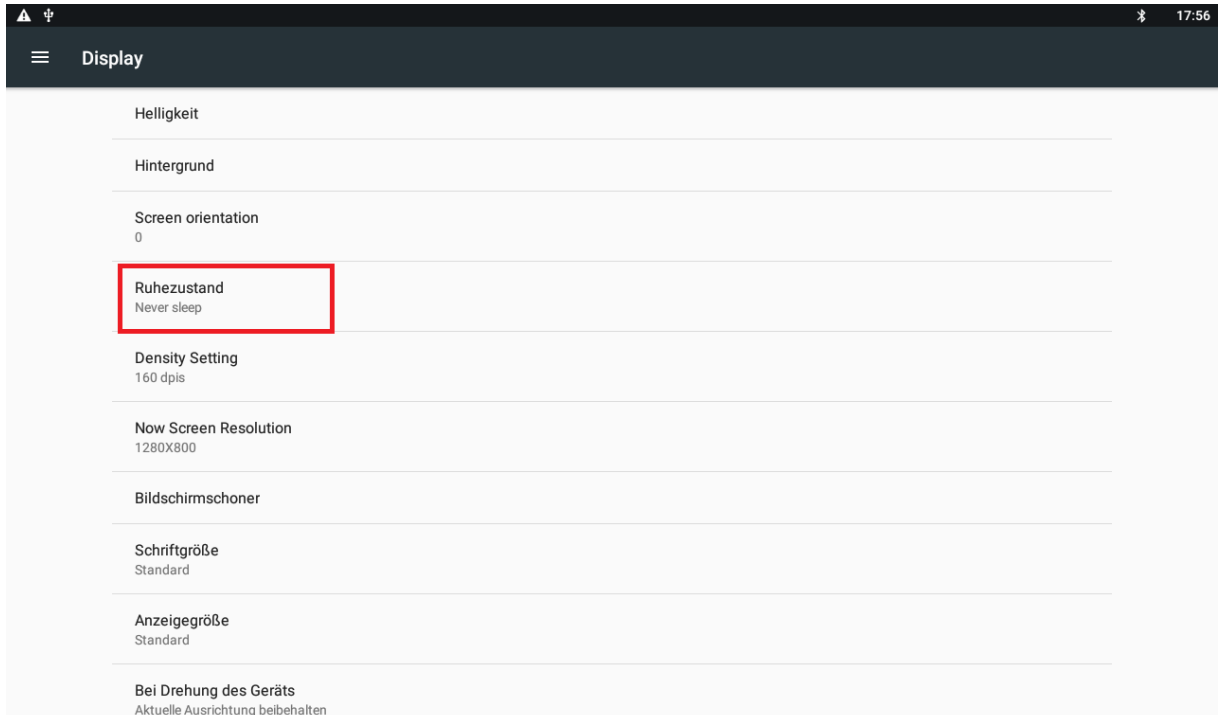 17:56
Display
Helligkeit
Hintergrund
Screen orientation
0
Ruhezustand
Never sleep
Density Setting
160 dpis
Now Screen Resolution
1280X800
Bildschirmschoner
Schriftgröße
Standard
Anzeigegröße
Standard
Bei Drehung des Geräts
Aktuelle Ausrichtung beibehalten